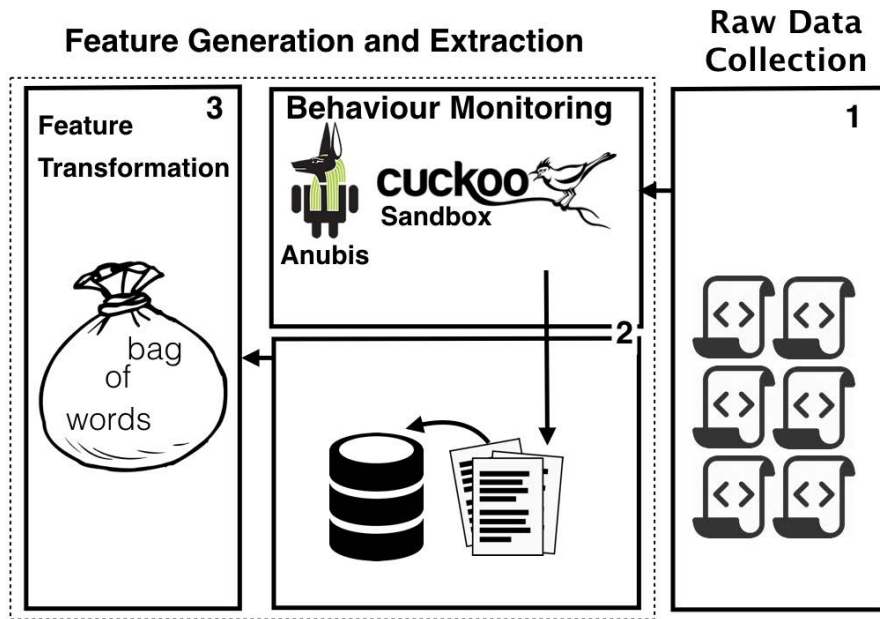 Feature Generation and Extraction
Raw Data
Collection
3
Feature
Transformation
bag
of
words
Behaviour Monitoring
Anubis
cuckoo
Sandbox
2
1
<>
<>
<>
<>
<>
<>